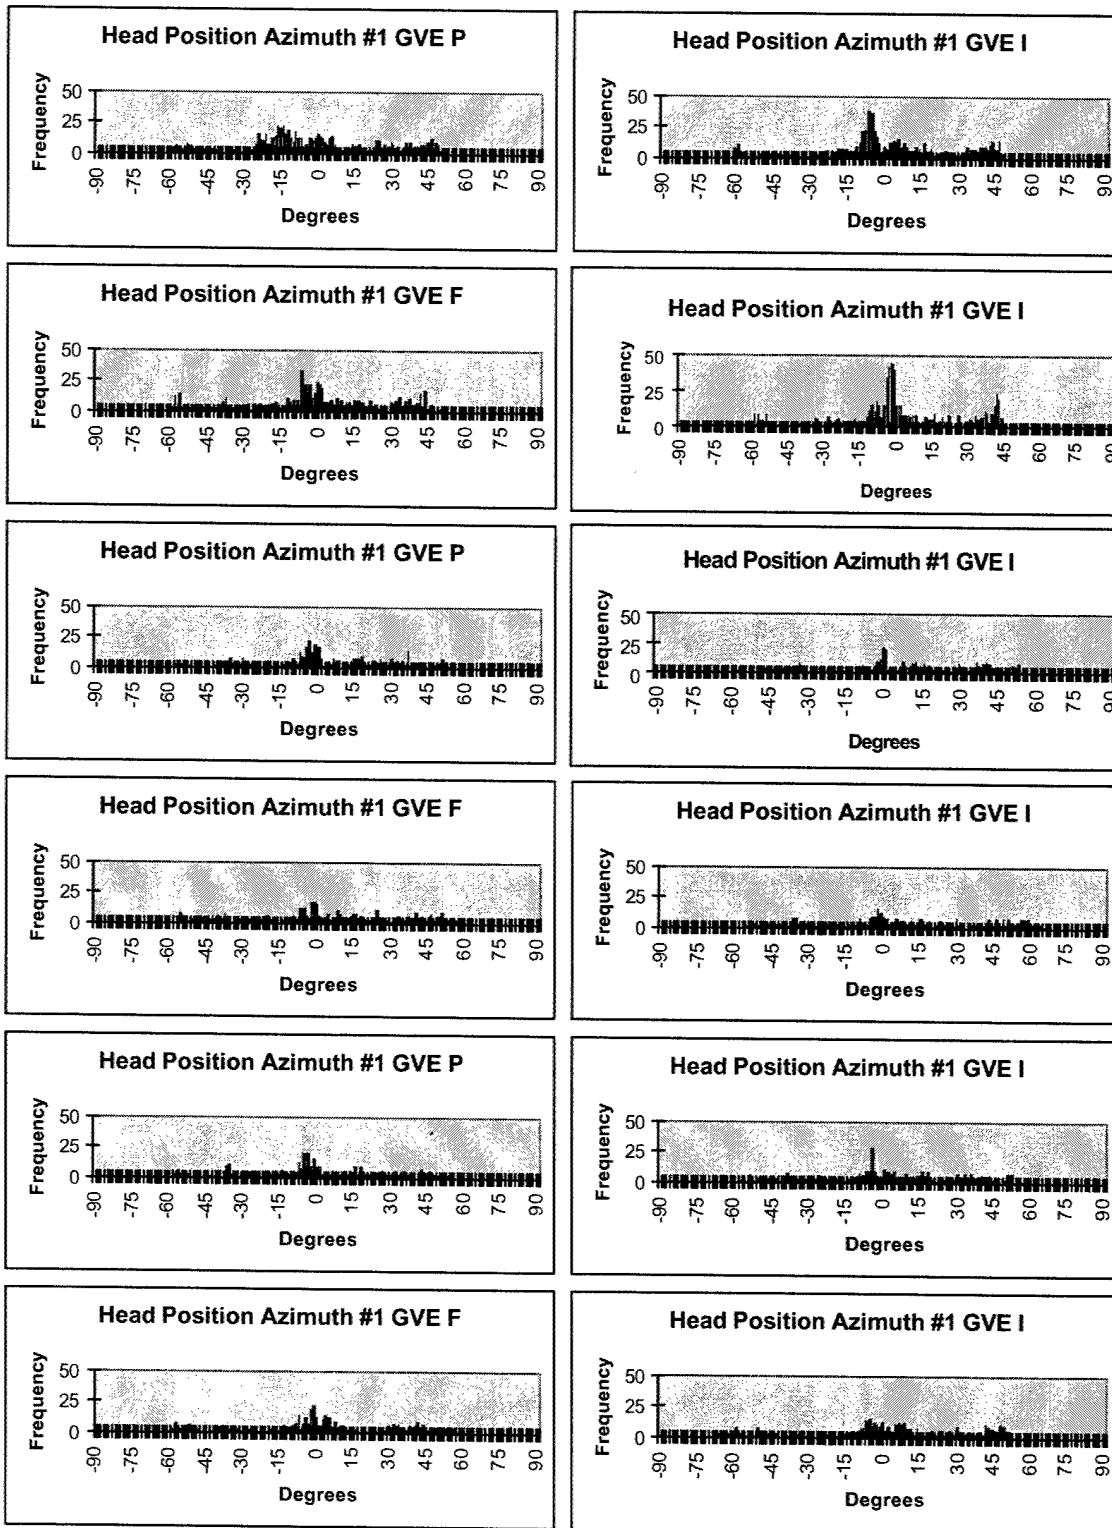 Head Position Azimuth #1 GVE P
Frequency
50
25
0
-90 -75 -60 -45 -30 -15 0 15 30 45 60 75 90
Degrees
Head Position Azimuth #1 GVE I
Frequency
50
25
0
-90 -75 -60 -45 -30 -15 0 15 30 45 60 75 90
Degrees
Head Position Azimuth #1 GVE F
Frequency
50
25
0
-90 -75 -60 -45 -30 -15 0 15 30 45 60 75 90
Degrees
Head Position Azimuth #1 GVE I
Frequency
50
25
0
-90 -75 -60 -45 -30 -15 0 15 30 45 60 75 90
Degrees
Head Position Azimuth #1 GVE P
Frequency
50
25
0
-90 -75 -60 -45 -30 -15 0 15 30 45 60 75 90
Degrees
Head Position Azimuth #1 GVE I
Frequency
50
25
0
-90 -75 -60 -45 -30 -15 0 15 30 45 60 75 90
Degrees
Head Position Azimuth #1 GVE F
Frequency
50
25
0
-90 -75 -60 -45 -30 -15 0 15 30 45 60 75 90
Degrees
Head Position Azimuth #1 GVE I
Frequency
50
25
0
-90 -75 -60 -45 -30 -15 0 15 30 45 60 75 90
Degrees
Head Position Azimuth #1 GVE P
Frequency
50
25
0
-90 -75 -60 -45 -30 -15 0 15 30 45 60 75 90
Degrees
Head Position Azimuth #1 GVE I
Frequency
50
25
0
-90 -75 -60 -45 -30 -15 0 15 30 45 60 75 90
Degrees
Head Position Azimuth #1 GVE F
Frequency
50
25
0
-90 -75 -60 -45 -30 -15 0 15 30 45 60 75 90
Degrees
Head Position Azimuth #1 GVE I
Frequency
50
25
0
-90 -75 -60 -45 -30 -15 0 15 30 45 60 75 90
Degrees